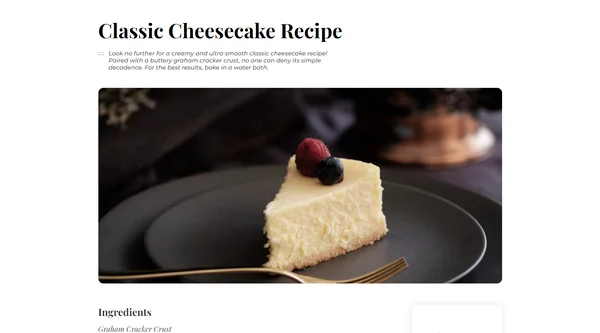 Classic Cheesecake Recipe
Look no further for a creamy and ultra smooth classic cheesecake recipe!
Paired with a buttery graham cracker crust, no one can deny its simple
decadence. For the best results, bake in a water bath.
Ingredients
Graham Cracker Crust